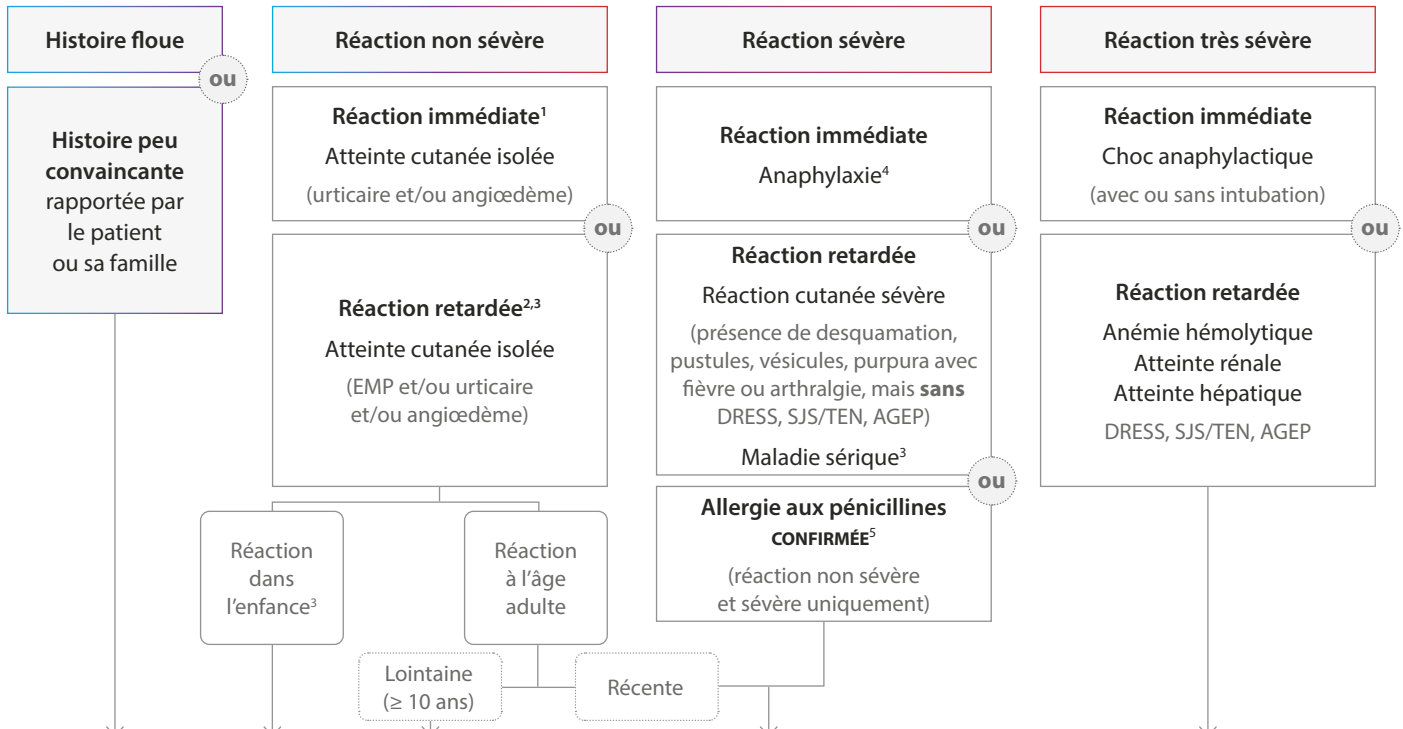 Histoire floue
ou
Histoire peu
convaincante
rapportée par
le patient
ou sa famille
Réaction non sévère
Réaction immédiate¹
Atteinte cutanée isolée
(urticaire et/ou angiœdème)
ou
Réaction retardée²,³
Atteinte cutanée isolée
(EMP et/ou urticaire
et/ou angiœdème)
Réaction
dans
l'enfance³
Réaction
à l'âge
adulte
Lointaine
(≥ 10 ans)
Récente
Réaction sévère
Réaction immédiate
Anaphylaxie⁴
ou
Réaction retardée
Réaction cutanée sévère
(présence de desquamation,
pustules, vésicules, purpura avec
fièvre ou arthralgie, mais sans
DRESS, SJS/TEN, AGEP)
Maladie sérique³
ou
Allergie aux pénicillines
CONFIRMÉE⁵
(réaction non sévère
et sévère uniquement)
Réaction très sévère
Réaction immédiate
Choc anaphylactique
(avec ou sans intubation)
ou
Réaction retardée
Anémie hémolytique
Atteinte rénale
Atteinte hépatique
DRESS, SJS/TEN, AGEP